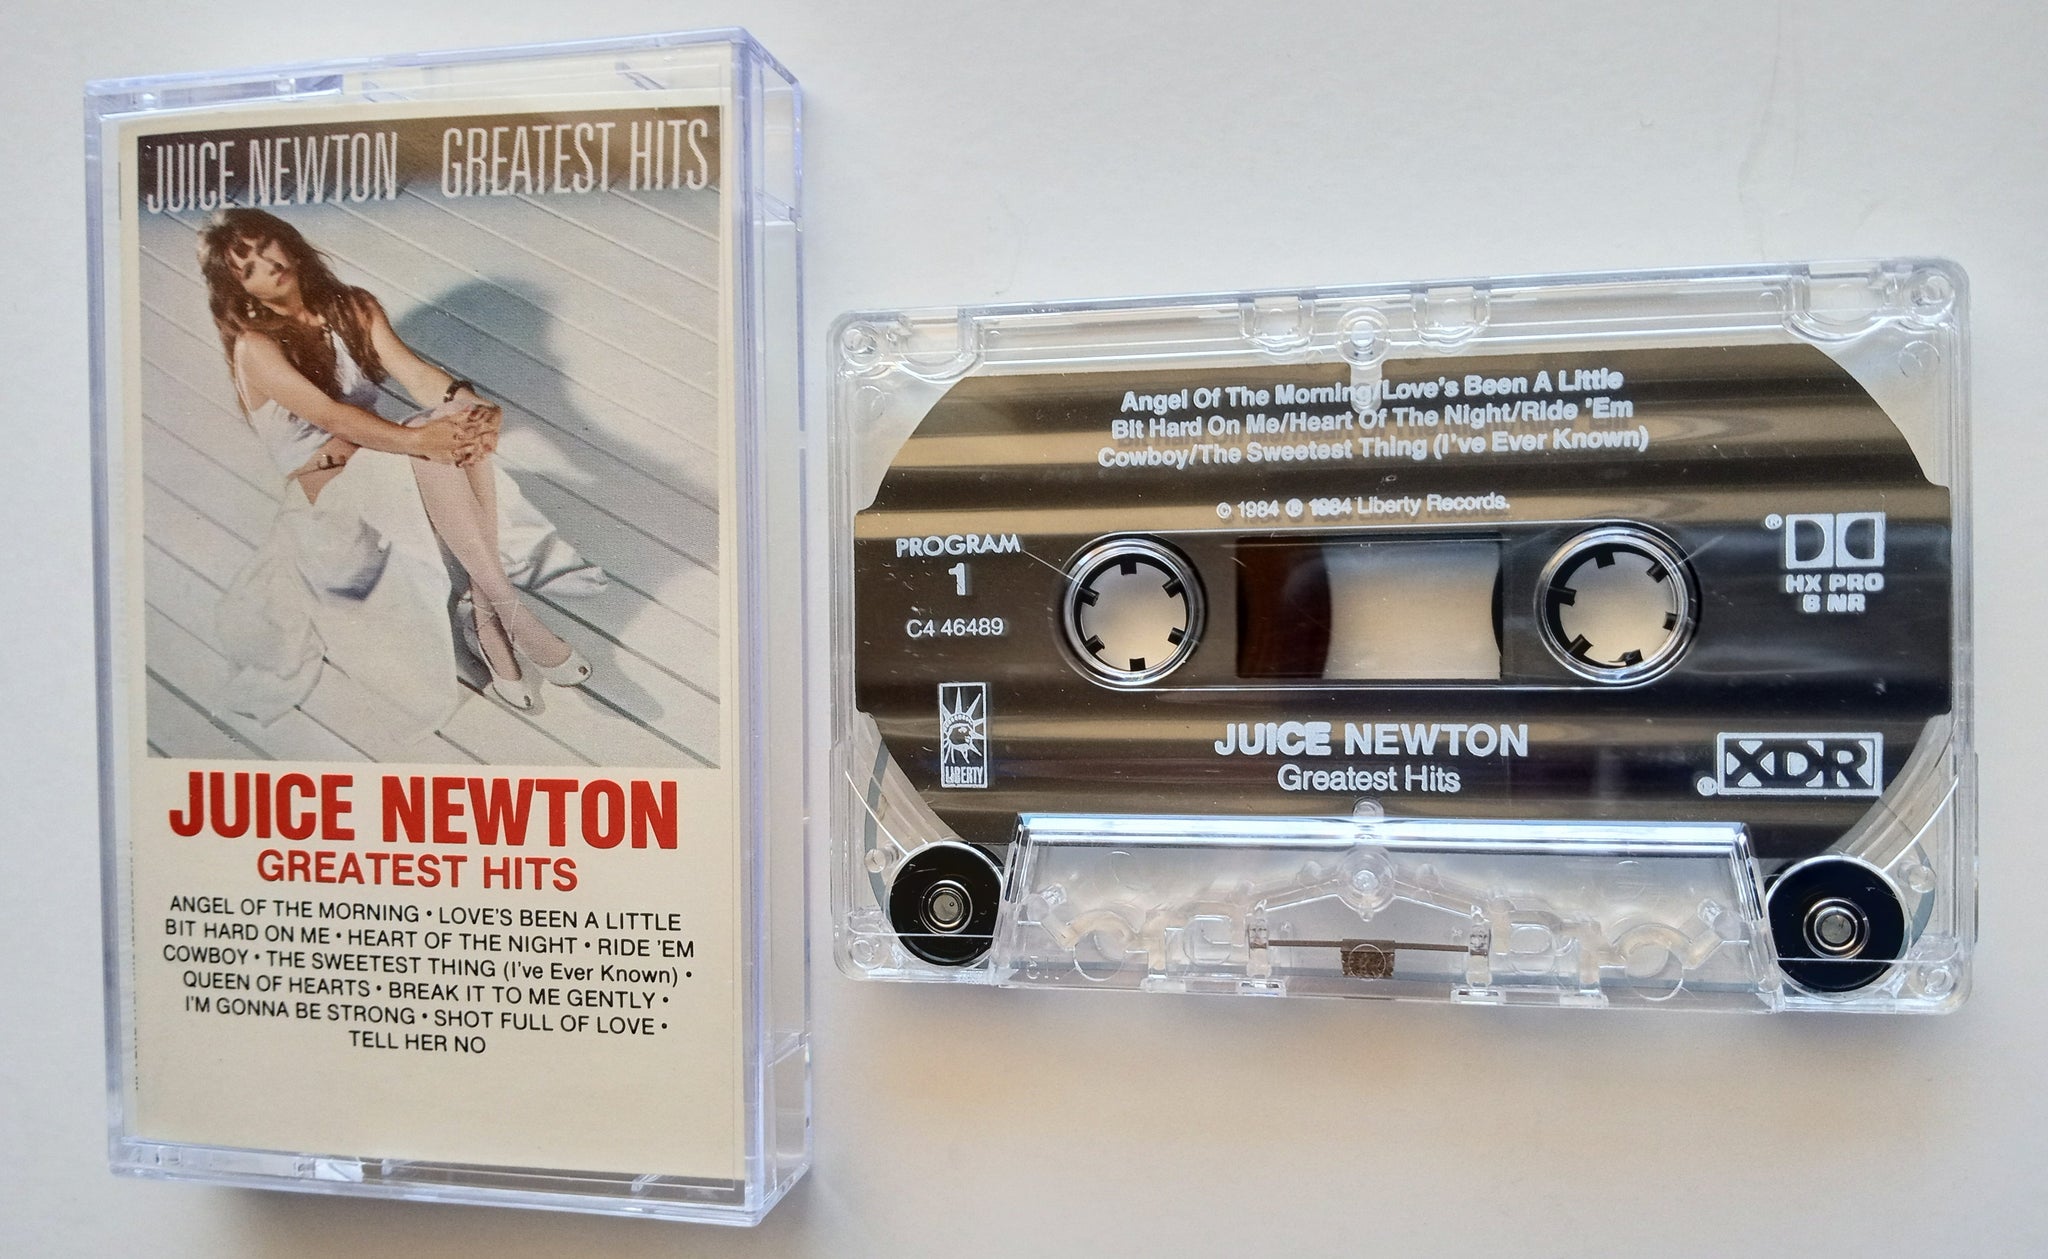 JUICE NEWTON GREATEST HITS
JUICE NEWTON
GREATEST HITS
ANGEL OF THE MORNING • LOVE'S BEEN A LITTLE
BIT HARD ON ME • HEART OF THE NIGHT • RIDE 'EM
COWBOY • THE SWEETEST THING (I've Ever Known) •
QUEEN OF HEARTS • BREAK IT TO ME GENTLY •
I'M GONNA BE STRONG • SHOT FULL OF LOVE •
TELL HER NO
Angel Of The Morning/Love's Been A Little
Bit Hard On Me/Heart Of The Night/Ride 'Em
Cowboy/The Sweetest Thing (I've Ever Known)
© 1984 ℗ 1984 Liberty Records.
PROGRAM
1
C4 46489
®
HX PRO
B NR
LIBERTY
JUICE NEWTON
Greatest Hits
® XDR